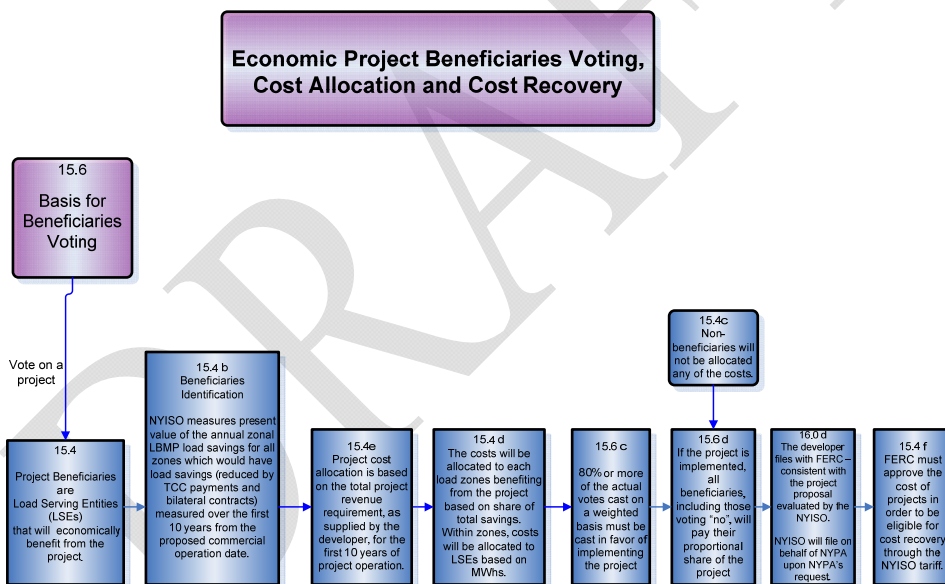 Economic Project Beneficiaries Voting,
Cost Allocation and Cost Recovery
15.6
Basis for
Beneficiaries
Voting
Vote on a
project
15.4
Project Beneficiaries
are
Load Serving Entities
(LSEs)
that will economically
benefit from the
project.
15.4 b
Beneficiaries
Identification
NYISO measures present
value of the annual zonal
LBMP load savings for all
zones which would have
load savings (reduced by
TCC payments and
bilateral contracts)
measured over the first
10 years from the
proposed commercial
operation date.
15.4e
Project cost
allocation is based
on the total project
revenue
requirement, as
supplied by the
developer, for the
first 10 years of
project operation.
15.4 d
The costs will be
allocated to each
load zones benefiting
from the project
based on share of
total savings.
Within zones, costs
will be allocated to
LSEs based on
MWhs.
15.6 c
80% or more of
the actual
votes cast on
a weighted
basis must be
cast in favor of
implementing
the project
15.4c
Non-
beneficiaries will
not be allocated
any of the costs.
15.6 d
If the project is
implemented,
all
beneficiaries,
including those
voting “no”, will
pay their
proportional
share of the
project
16.0 d
The developer
files with FERC –
consistent with
the project
proposal
evaluated by the
NYISO.
NYISO will file on
behalf of NYPA
upon NYPA’s
request.
15.4 f
FERC must
approve the
cost of
projects in
order to be
eligible for
cost recovery
through the
NYISO tariff.
DRAFT